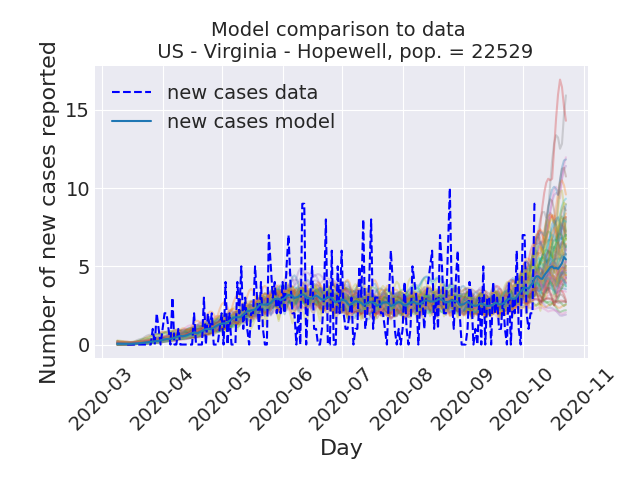 Model comparison to data
US - Virginia - Hopewell, pop. = 22529
new cases data
new cases model
Number of new cases reported
15
10
5
0
2020-03
2020-04
2020-05
2020-06
2020-07
2020-08
2020-09
2020-10
2020-11
Day